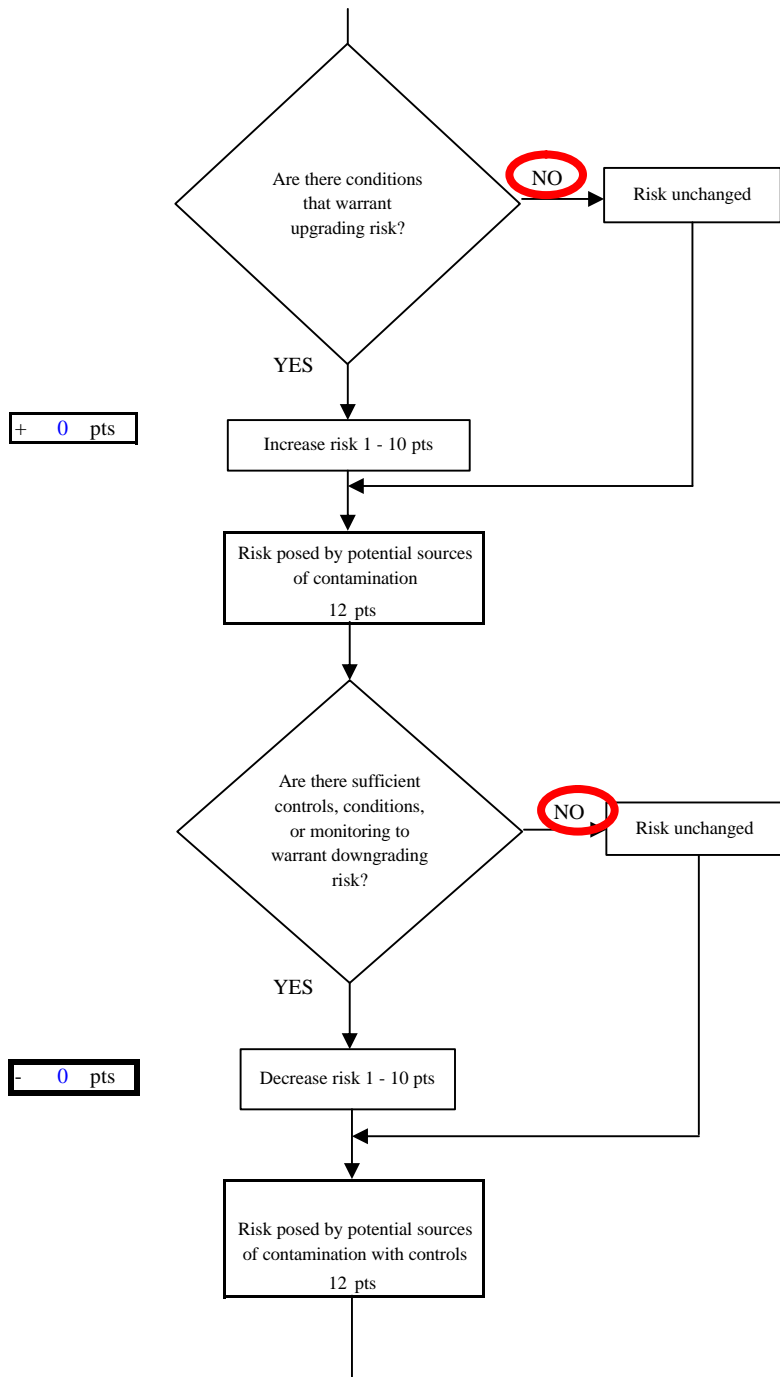 Are there conditions
that warrant
upgrading risk?
NO
Risk unchanged
YES
+ 0 pts
Increase risk 1 - 10 pts
Risk posed by potential sources
of contamination
12 pts
Are there sufficient
controls, conditions,
or monitoring to
warrant downgrading
risk?
NO
Risk unchanged
YES
- 0 pts
Decrease risk 1 - 10 pts
Risk posed by potential sources
of contamination with controls
12 pts